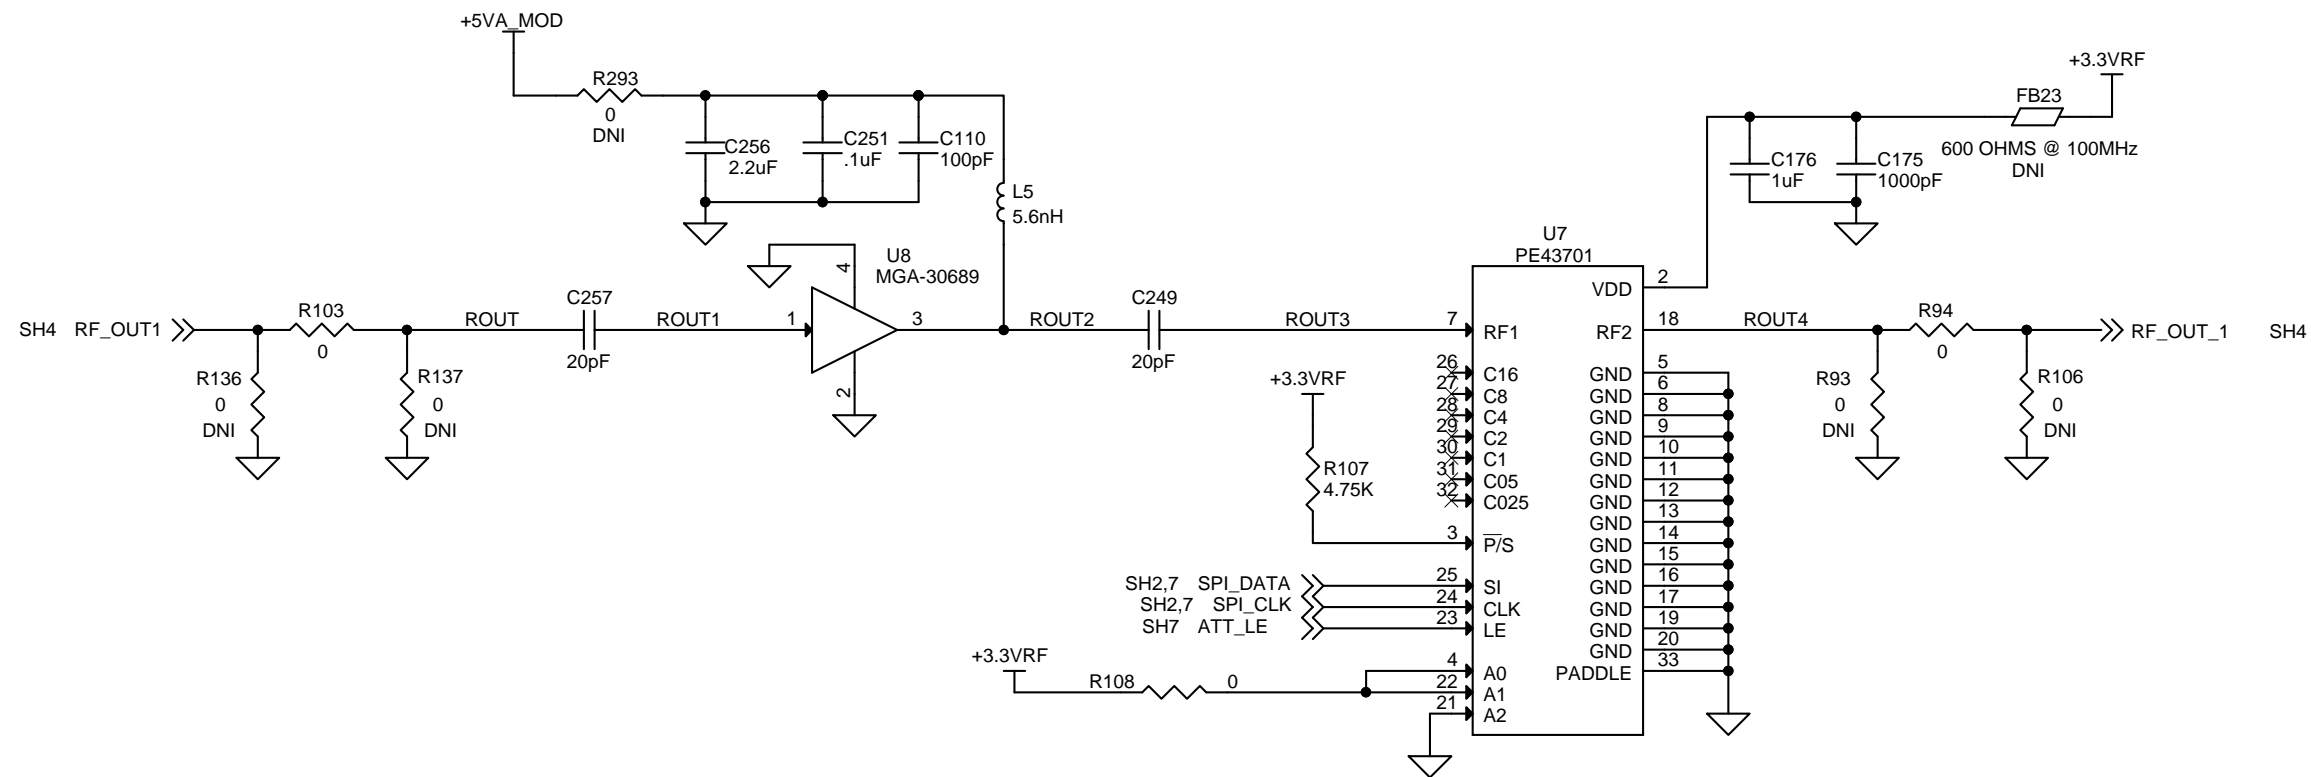 +5VA_MOD
R293
0
DNI
C256
2.2uF
C251
.1uF
C110
100pF
L5
5.6nH
+3.3VRF
FB23
600 OHMS @ 100MHz
DNI
C176
1uF
C175
1000pF
U8
MGA-30689
4
1
3
2
SH4 RF_OUT1
R103
0
R136
0
DNI
R137
0
DNI
ROUT
C257
20pF
ROUT1
ROUT2
C249
20pF
ROUT3
U7
PE43701
7 RF1
26 C16
27 C8
28 C4
29 C2
30 C1
31 C05
32 C025
3 P/S
25 SI
24 CLK
23 LE
4 A0
22 A1
21 A2
VDD 2
RF2 18
GND 5
GND 6
GND 8
GND 9
GND 10
GND 11
GND 12
GND 13
GND 14
GND 15
GND 16
GND 17
GND 19
GND 20
PADDLE 33
+3.3VRF
R107
4.75K
SH2,7 SPI_DATA
SH2,7 SPI_CLK
SH7 ATT_LE
+3.3VRF
R108 0
ROUT4
R94
0
R93
0
DNI
R106
0
DNI
RF_OUT_1 SH4